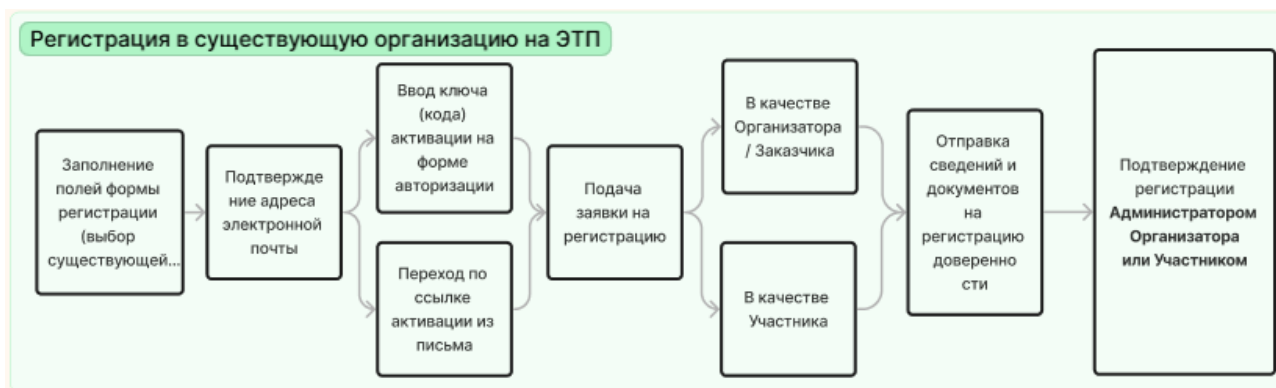 Регистрация в существующую организацию на ЭТП
Заполнение
полей формы
регистрации
(выбор
существующей...
Подтвержде
ние адреса
электронной
почты
Ввод ключа
(кода)
активации на
форме
авторизации
Переход по
ссылке
активации из
письма
Подача
заявки на
регистрацию
В качестве
Организатора
/ Заказчика
В качестве
Участника
Отправка
сведений и
документов
на
регистрацию
доверенно
сти
Подтверждение
регистрации
Администратором
Организатора
или Участником